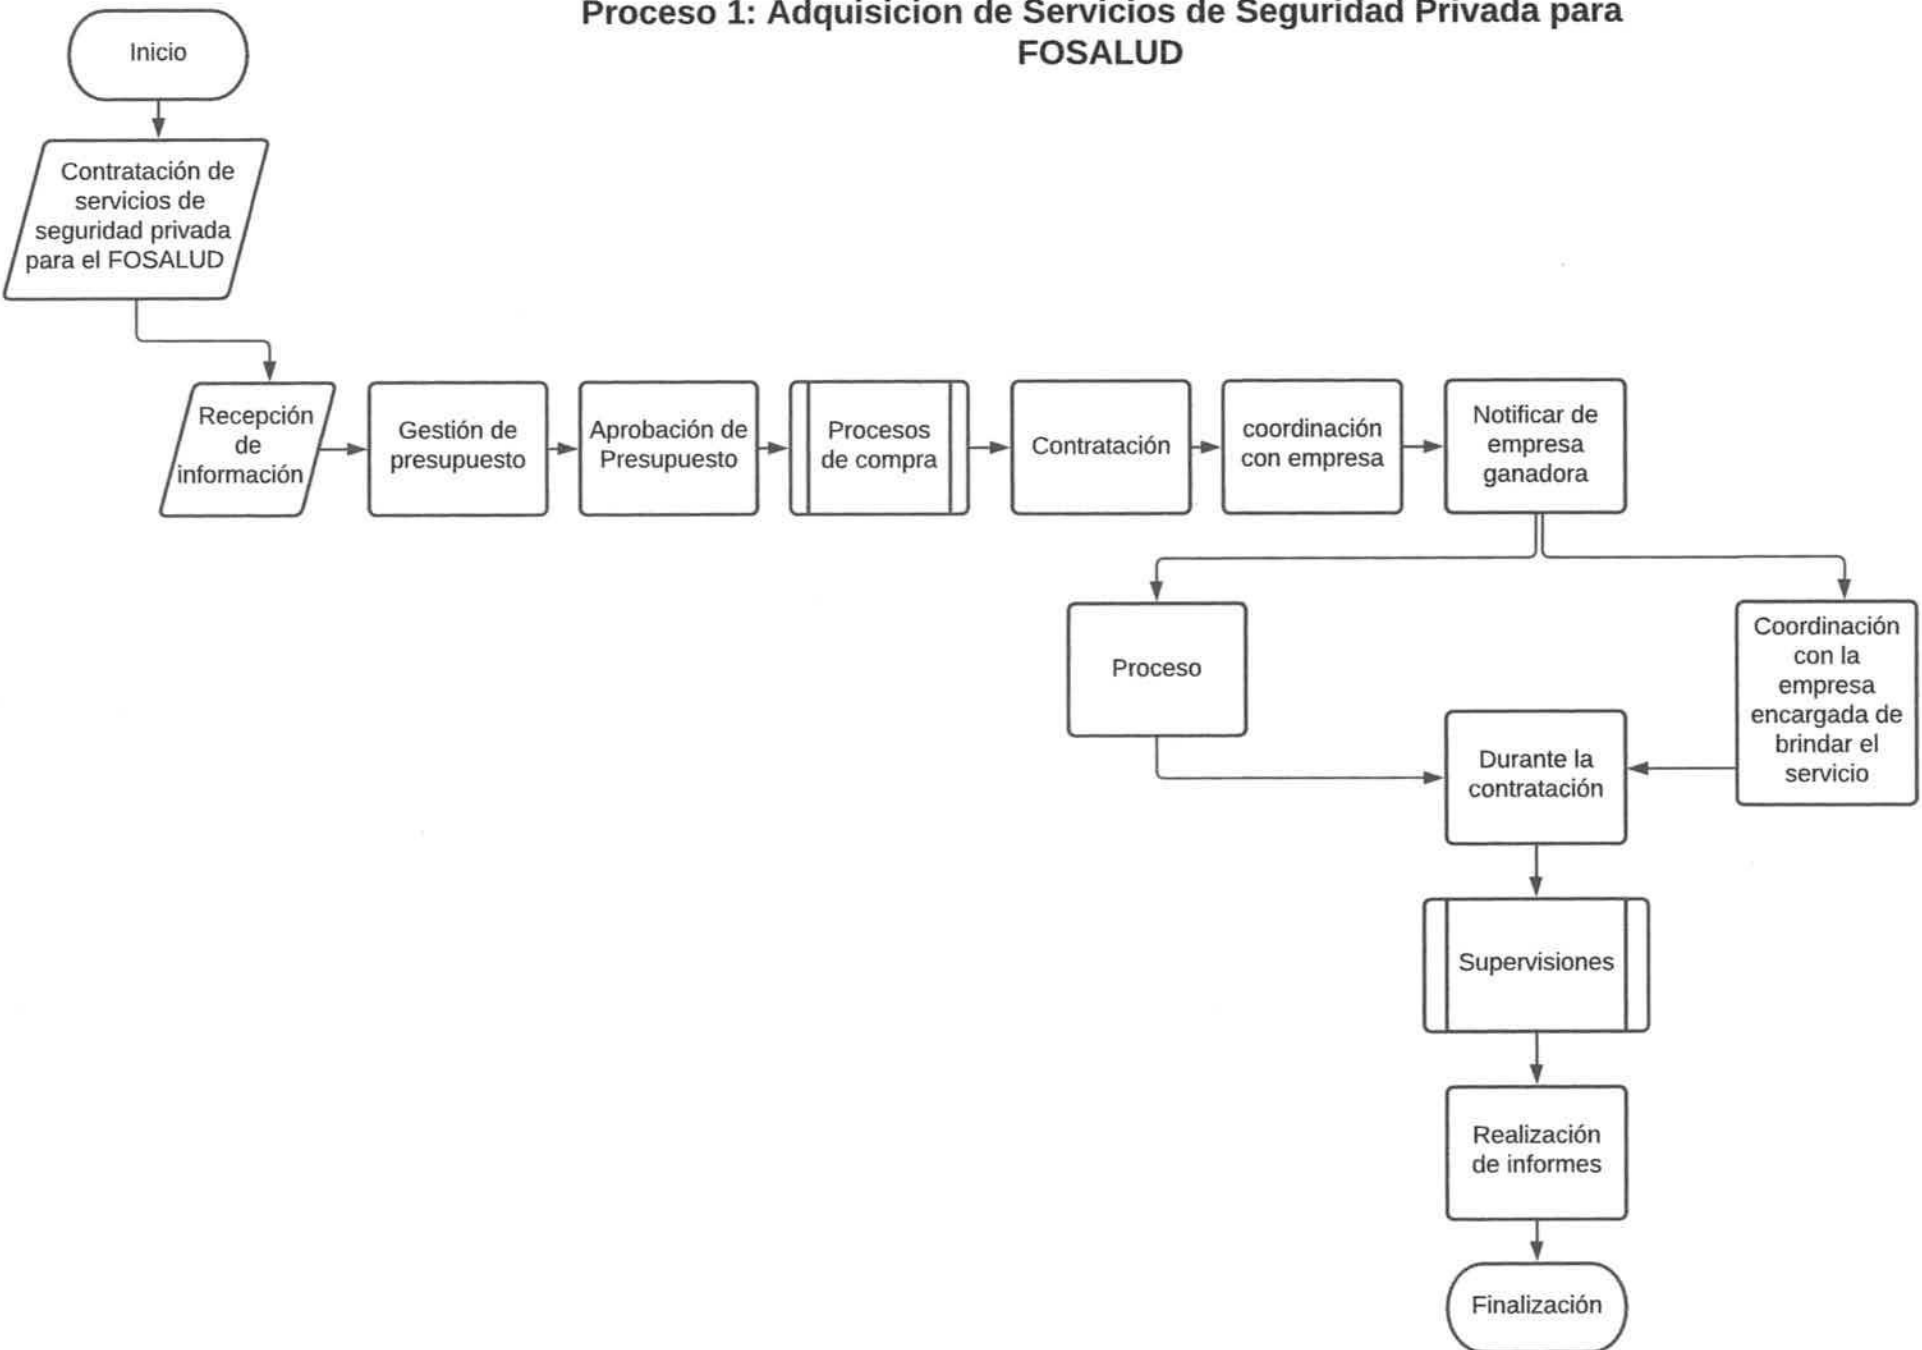 Proceso 1: Adquisicion de Servicios de Seguridad Privada para
FOSALUD
Inicio
Contratación de
servicios de
seguridad privada
para el FOSALUD
Recepción
de
información
Gestión de
presupuesto
Aprobación de
Presupuesto
Procesos
de compra
Contratación
coordinación
con empresa
Notificar de
empresa
ganadora
Proceso
Coordinación
con la
empresa
encargada de
brindar el
servicio
Durante la
contratación
Supervisiones
Realización
de informes
Finalización